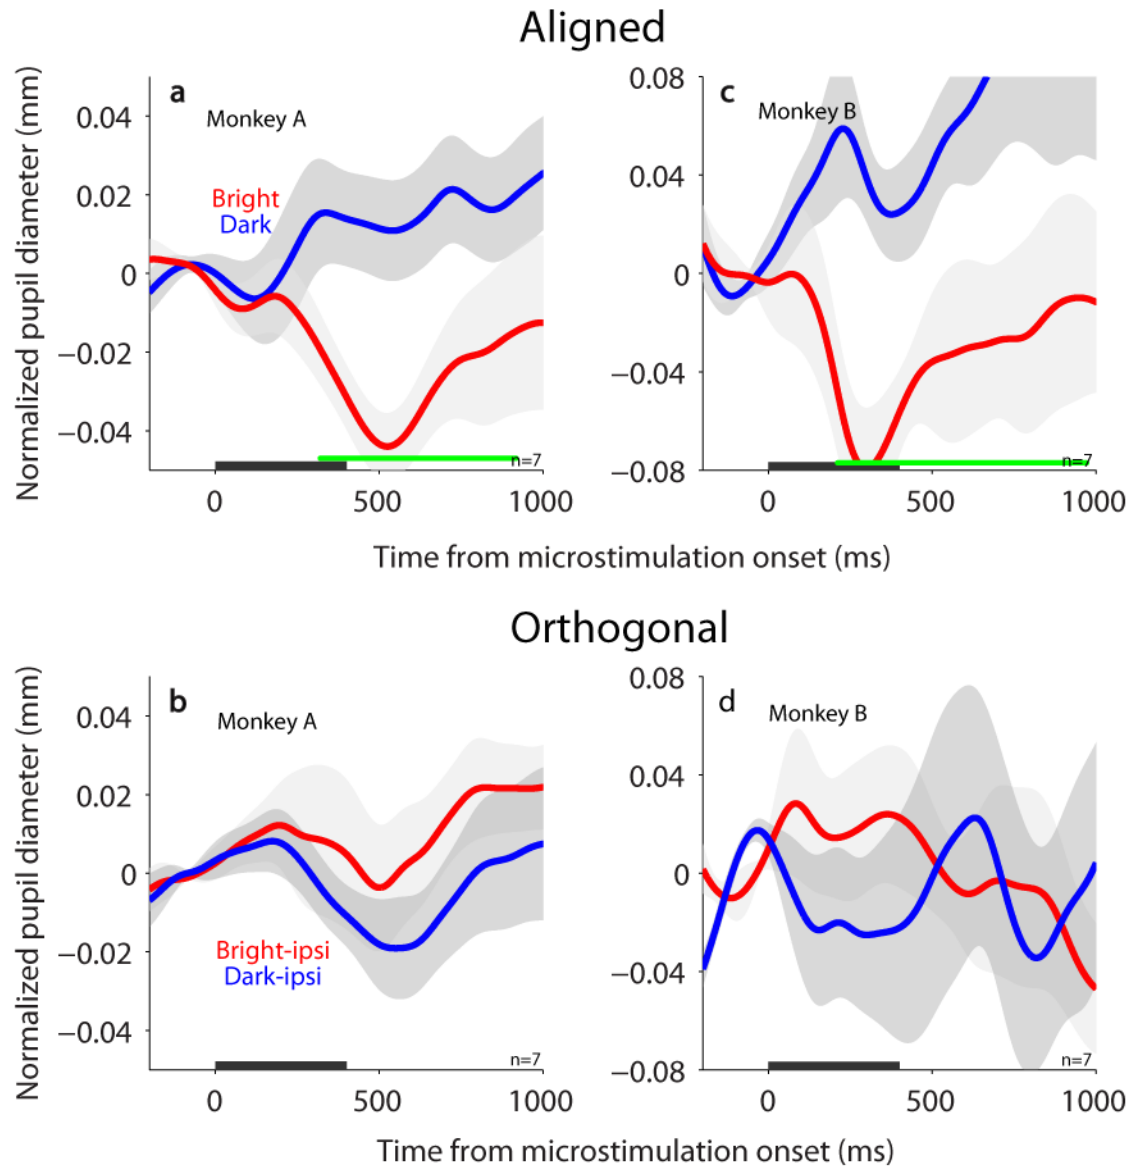 Aligned
Normalized pupil diameter (mm)
a
Monkey A
Bright
Dark
0.04
0.02
0
−0.02
−0.04
n=7
0
500
1000
c
Monkey B
0.08
0.04
0
−0.04
−0.08
n=7
0
500
1000
Time from microstimulation onset (ms)
Orthogonal
Normalized pupil diameter (mm)
b
Monkey A
0.04
0.02
0
−0.02
−0.04
Bright-ipsi
Dark-ipsi
n=7
0
500
1000
d
Monkey B
0.08
0.04
0
−0.04
−0.08
n=7
0
500
1000
Time from microstimulation onset (ms)